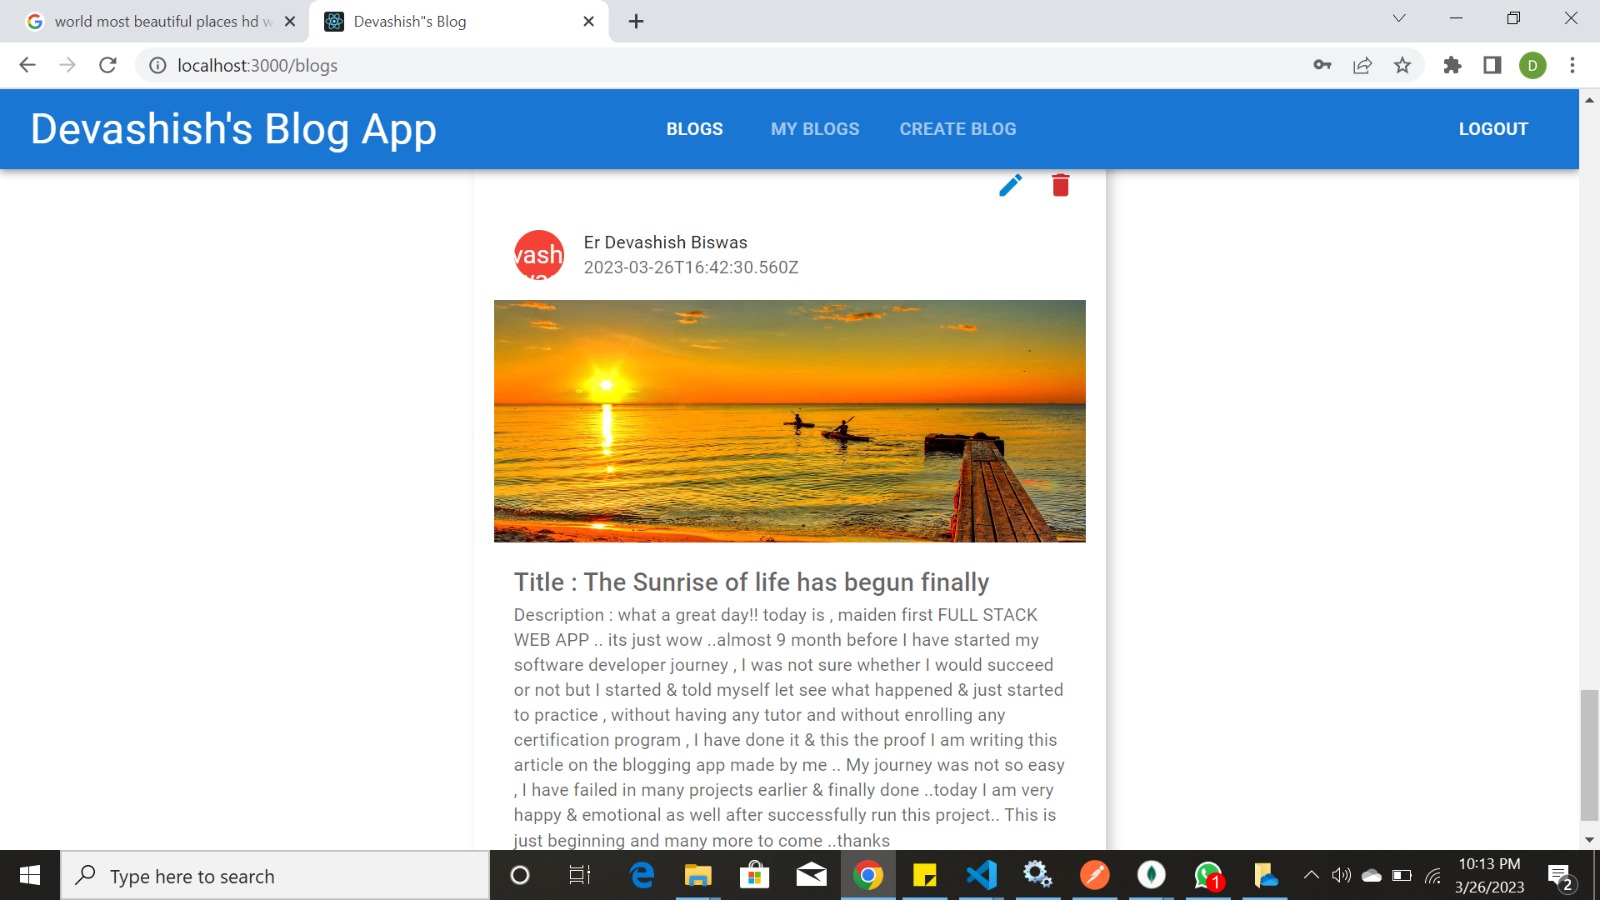 world most beautiful places hd w
Devashish"s Blog
localhost:3000/blogs
D
Devashish's Blog App
BLOGS
MY BLOGS
CREATE BLOG
LOGOUT
vash
Er Devashish Biswas
2023-03-26T16:42:30.560Z
Title : The Sunrise of life has begun finally
Description : what a great day!! today is , maiden first FULL STACK
WEB APP .. its just wow ..almost 9 month before I have started my
software developer journey , I was not sure whether I would succeed
or not but I started & told myself let see what happened & just started
to practice , without having any tutor and without enrolling any
certification program , I have done it & this the proof I am writing this
article on the blogging app made by me .. My journey was not so easy
, I have failed in many projects earlier & finally done ..today I am very
happy & emotional as well after successfully run this project.. This is
just beginning and many more to come ..thanks
Type here to search
1
10:13 PM
3/26/2023
2